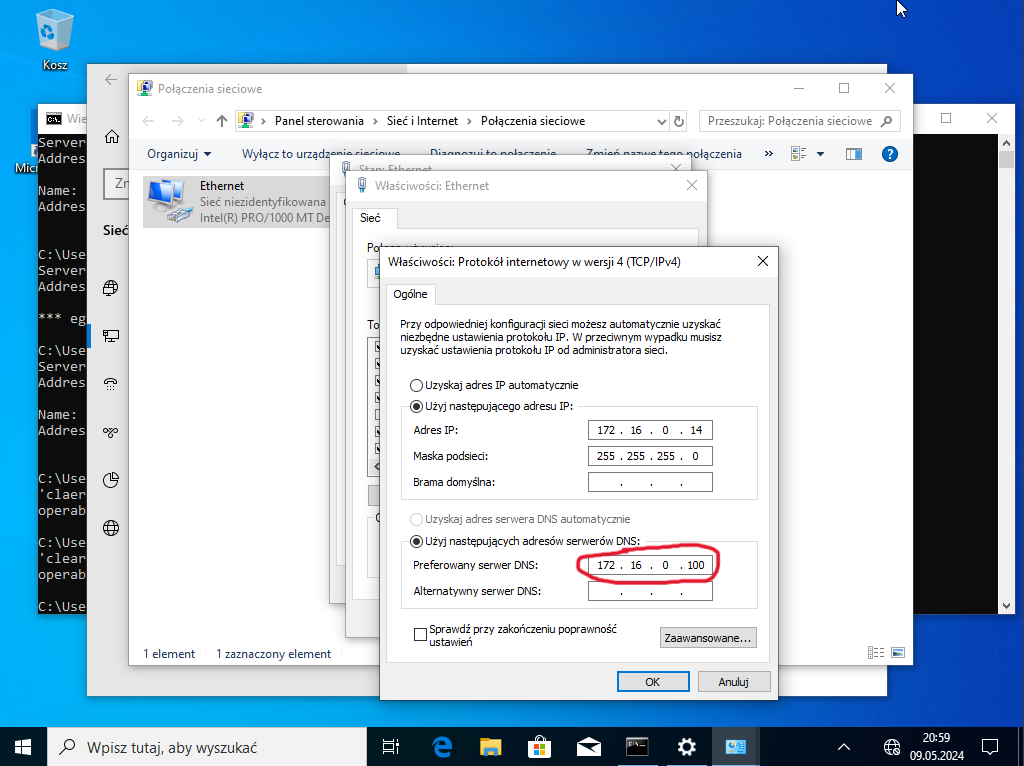 Kosz
Połączenia sieciowe
Panel sterowania
Sieć i Internet
Połączenia sieciowe
Przeszukaj: Połączenia sieciowe
Organizuj
Wyłącz to urządzenie sieciowe
Diagnozuj to połączenie
Zmień nazwę tego połączenia
»
Stan: Ethernet
Właściwości: Ethernet
Sieć
Ethernet
Sieć niezidentyfikowana
Intel(R) PRO/1000 MT De
Server
Addres
Name:
Addres
C:\Use
Server
Addres
*** eg
C:\Use
Server
Addres
Name:
Addres
C:\Use
'claer
operab
C:\Use
'clear
operab
C:\Use
Sieć
Właściwości: Protokół internetowy w wersji 4 (TCP/IPv4)
Ogólne
Przy odpowiedniej konfiguracji sieci możesz automatycznie uzyskać
niezbędne ustawienia protokołu IP. W przeciwnym wypadku musisz
uzyskać ustawienia protokołu IP od administratora sieci.
Uzyskaj adres IP automatycznie
Użyj następującego adresu IP:
Adres IP: 172 . 16 . 0 . 14
Maska podsieci: 255 . 255 . 255 . 0
Brama domyślna: . . .
Uzyskaj adres serwera DNS automatycznie
Użyj następujących adresów serwerów DNS:
Preferowany serwer DNS: 172 . 16 . 0 . 100
Alternatywny serwer DNS: . . .
Sprawdź przy zakończeniu poprawność
ustawień
Zaawansowane...
OK
Anuluj
1 element
1 zaznaczony element
Wpisz tutaj, aby wyszukać
20:59
09.05.2024